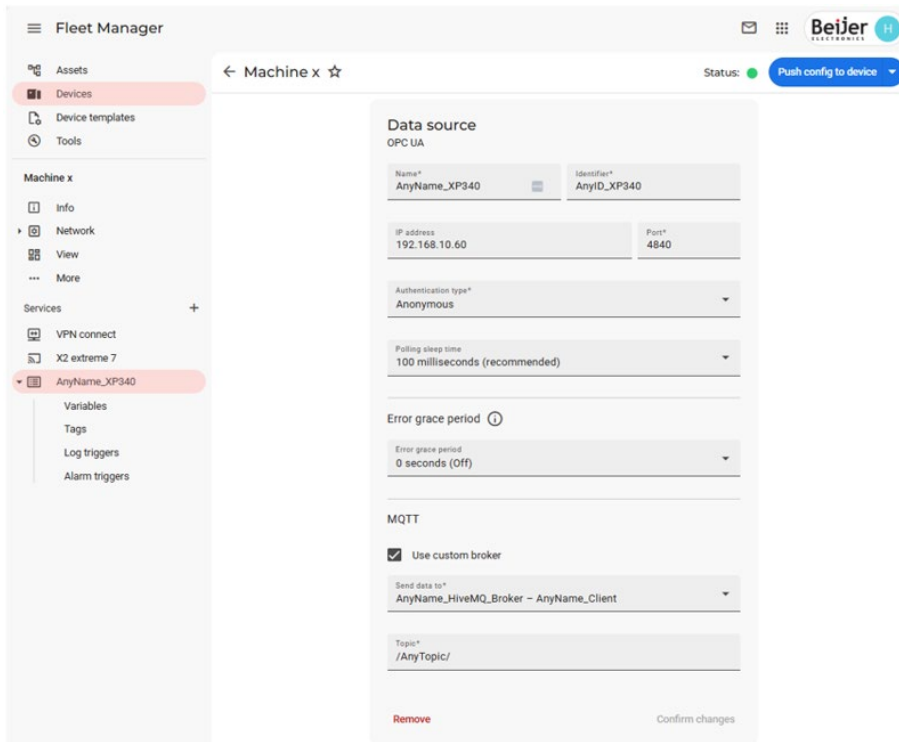 Fleet Manager
Beijer
ELECTRONICS
H
Assets
Devices
Device templates
Tools
Machine x
Info
Network
View
More
Services
VPN connect
X2 extreme 7
AnyName_XP340
Variables
Tags
Log triggers
Alarm triggers
Machine x
Status:
Push config to device
Data source
OPC UA
Name*
AnyName_XP340
Identifier*
AnyID_XP340
IP address
192.168.10.60
Port*
4840
Authentication type*
Anonymous
Polling sleep time
100 milliseconds (recommended)
Error grace period
Error grace period
0 seconds (Off)
MQTT
Use custom broker
Send data to*
AnyName_HiveMQ_Broker – AnyName_Client
Topic*
/AnyTopic/
Remove
Confirm changes